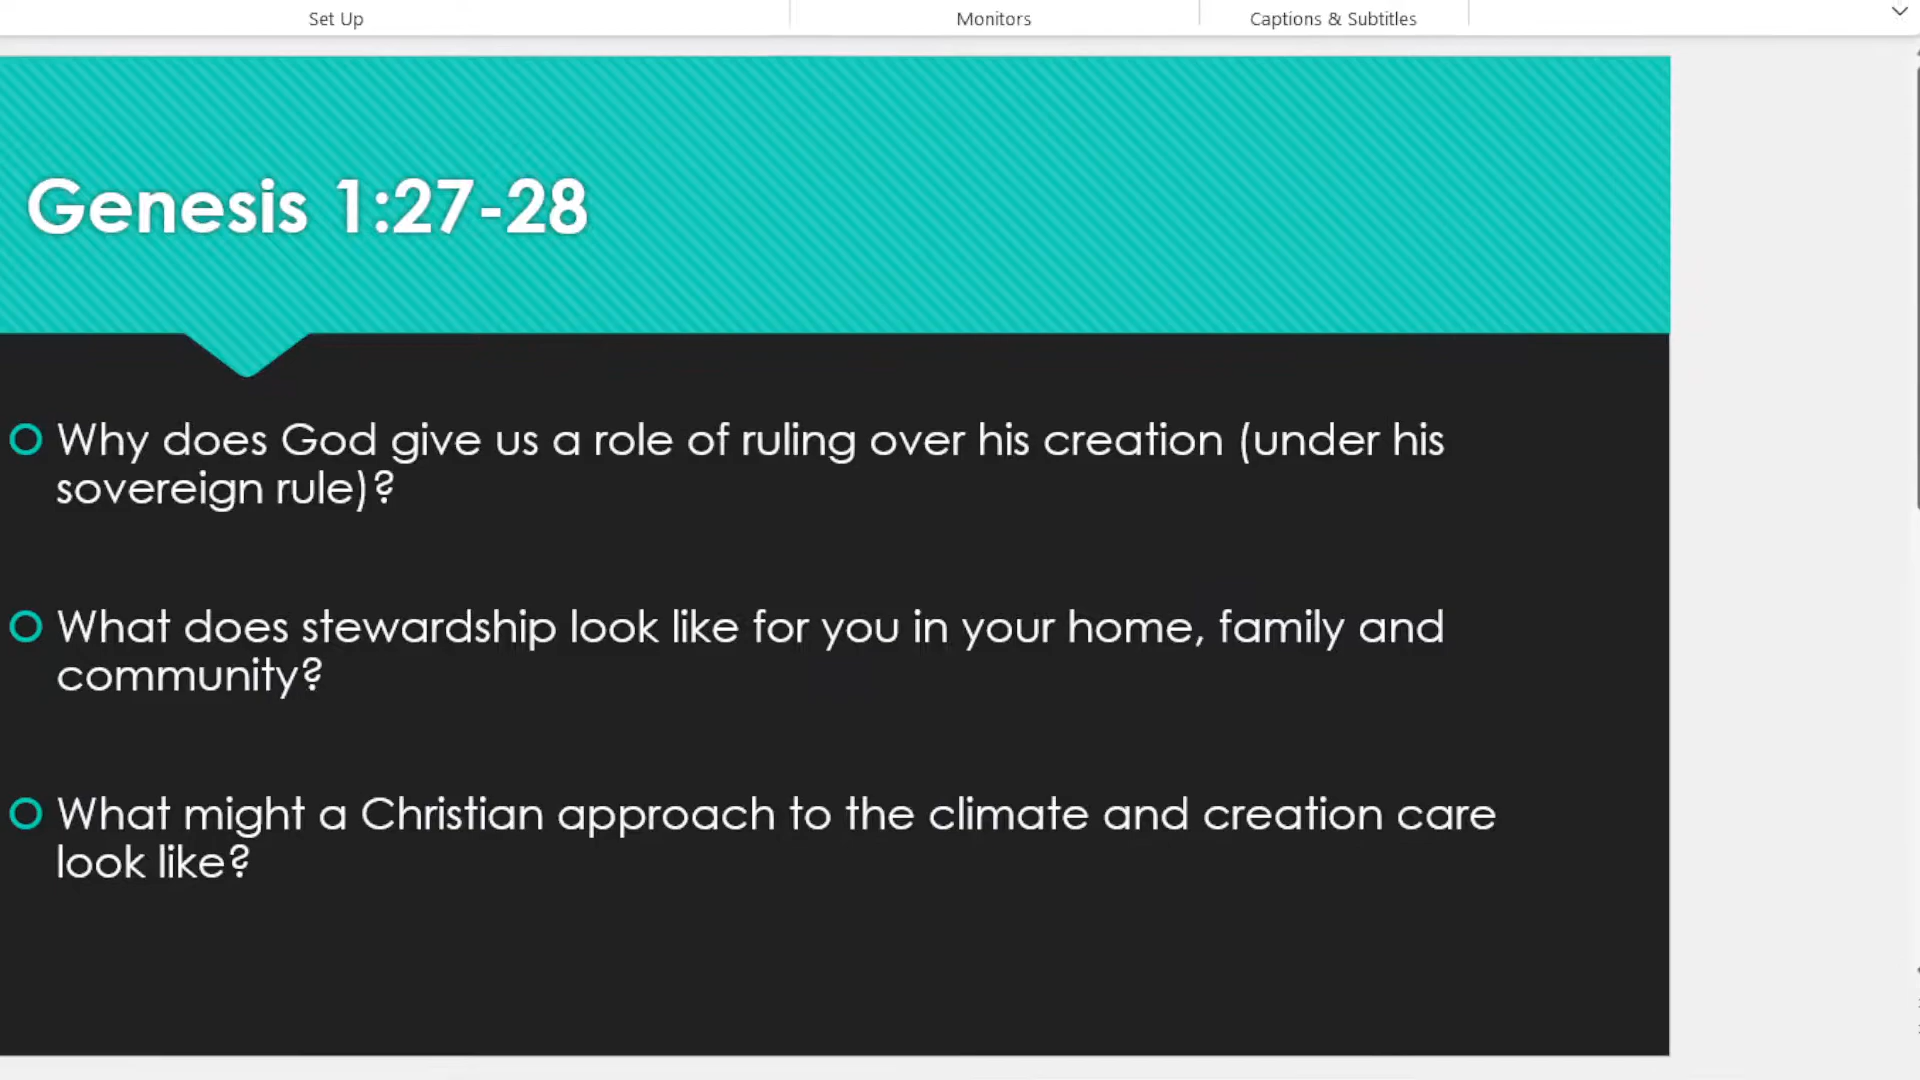 Set Up
Monitors
Captions & Subtitles
Genesis 1:27-28
Why does God give us a role of ruling over his creation (under his
sovereign rule)?
What does stewardship look like for you in your home, family and
community?
What might a Christian approach to the climate and creation care
look like?